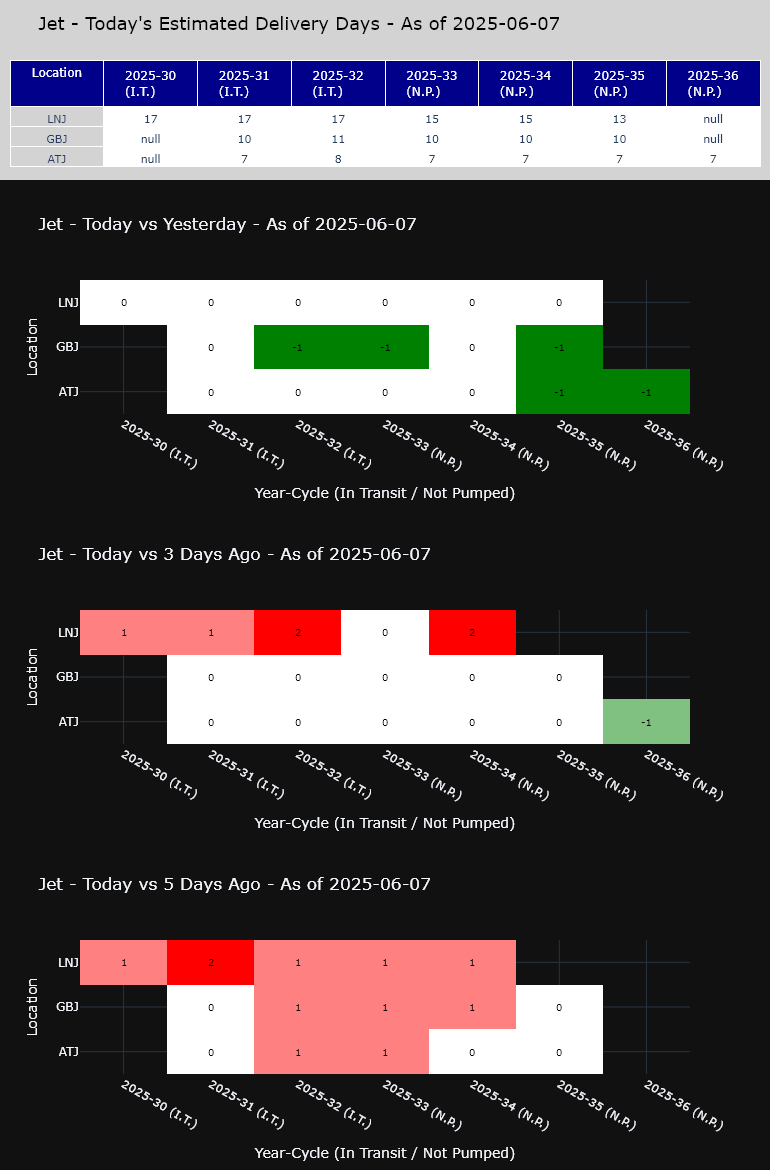 Jet - Today's Estimated Delivery Days - As of 2025-06-07
Location 2025-30 (I.T.) 2025-31 (I.T.) 2025-32 (I.T.) 2025-33 (N.P.) 2025-34 (N.P.) 2025-35 (N.P.) 2025-36 (N.P.)
LNJ 17 17 17 15 15 13 null
GBJ null 10 11 10 10 10 null
ATJ null 7 8 7 7 7 7
Jet - Today vs Yesterday - As of 2025-06-07
Location
LNJ 0 0 0 0 0 0
GBJ 0 -1 -1 0 -1
ATJ 0 0 0 0 -1 -1
2025-30 (I.T.) 2025-31 (I.T.) 2025-32 (I.T.) 2025-33 (N.P.) 2025-34 (N.P.) 2025-35 (N.P.) 2025-36 (N.P.)
Year-Cycle (In Transit / Not Pumped)
Jet - Today vs 3 Days Ago - As of 2025-06-07
Location
LNJ 1 1 2 0 2
GBJ 0 0 0 0 0
ATJ 0 0 0 0 0 -1
2025-30 (I.T.) 2025-31 (I.T.) 2025-32 (I.T.) 2025-33 (N.P.) 2025-34 (N.P.) 2025-35 (N.P.) 2025-36 (N.P.)
Year-Cycle (In Transit / Not Pumped)
Jet - Today vs 5 Days Ago - As of 2025-06-07
Location
LNJ 1 2 1 1 1
GBJ 0 1 1 1 0
ATJ 0 1 1 0 0
2025-30 (I.T.) 2025-31 (I.T.) 2025-32 (I.T.) 2025-33 (N.P.) 2025-34 (N.P.) 2025-35 (N.P.) 2025-36 (N.P.)
Year-Cycle (In Transit / Not Pumped)